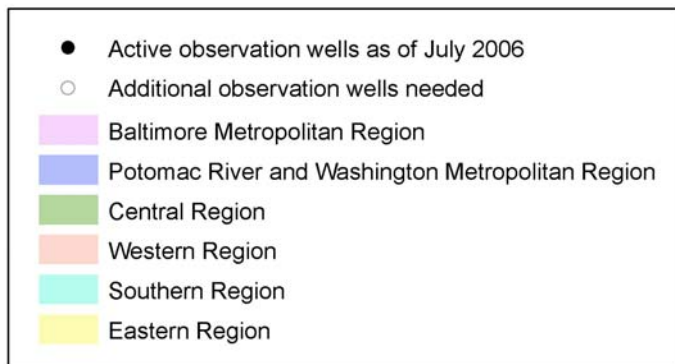 Active observation wells as of July 2006
Additional observation wells needed
Baltimore Metropolitan Region
Potomac River and Washington Metropolitan Region
Central Region
Western Region
Southern Region
Eastern Region